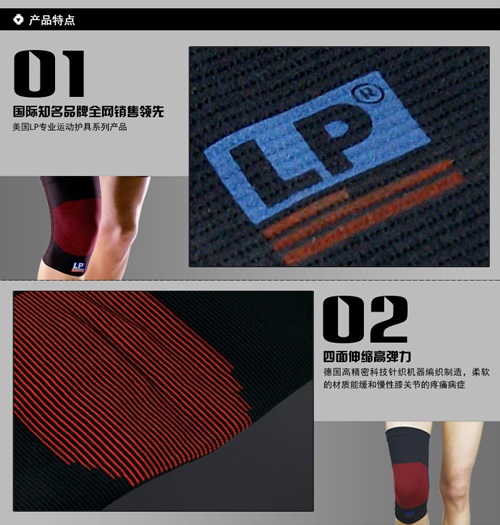 产品特点
01
国际知名品牌全网销售领先
美国LP专业运动护具系列产品
LP®
LP
02
四面伸缩高弹力
德国高精密科技针织机器编织制造，柔软
的材质能缓和慢性膝关节的疼痛病症
LP